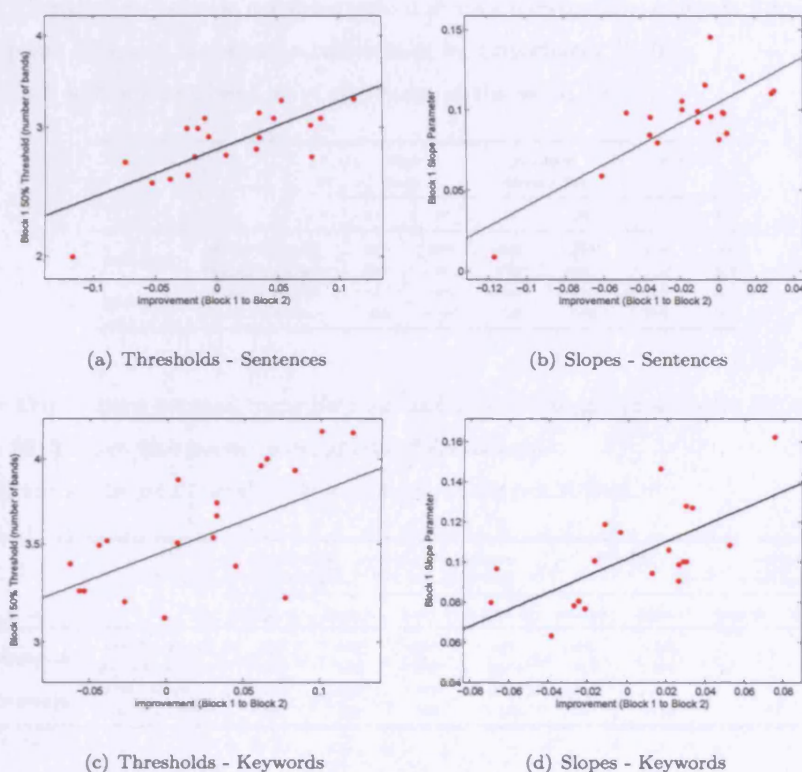 4
3
2
Block 1 50% Threshold (number of bands)
-0.1 -0.05 0 0.05 0.1
Improvement (Block 1 to Block 2)
(a) Thresholds - Sentences
0.15
0.1
0.05
0
Block 1 Slope Parameter
-0.12 -0.1 -0.08 -0.06 -0.04 -0.02 0 0.02 0.04
Improvement (Block 1 to Block 2)
(b) Slopes - Sentences
4
3.5
3
Block 1 50% Threshold (number of bands)
-0.05 0 0.05 0.1
Improvement (Block 1 to Block 2)
(c) Thresholds - Keywords
0.16
0.14
0.12
0.1
0.08
0.06
0.04
Block 1 Slope Parameter
-0.08 -0.06 -0.04 -0.02 0 0.02 0.04 0.06 0.08
Improvement (Block 1 to Block 2)
(d) Slopes - Keywords